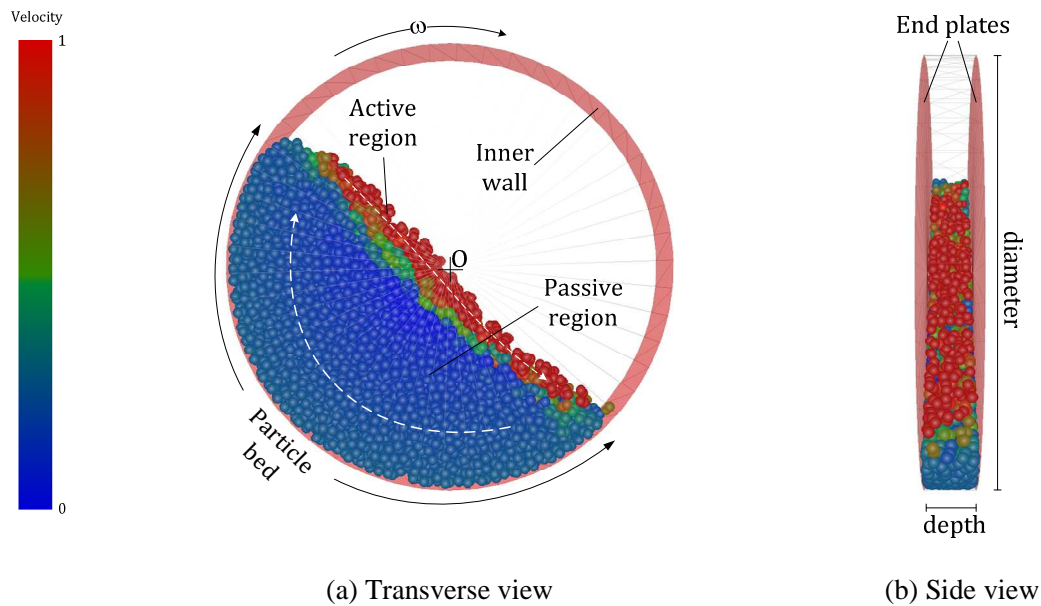 Velocity
1
0
ω
Active
region
Inner
wall
O
Passive
region
Particle
bed
End plates
diameter
depth
(a) Transverse view
(b) Side view